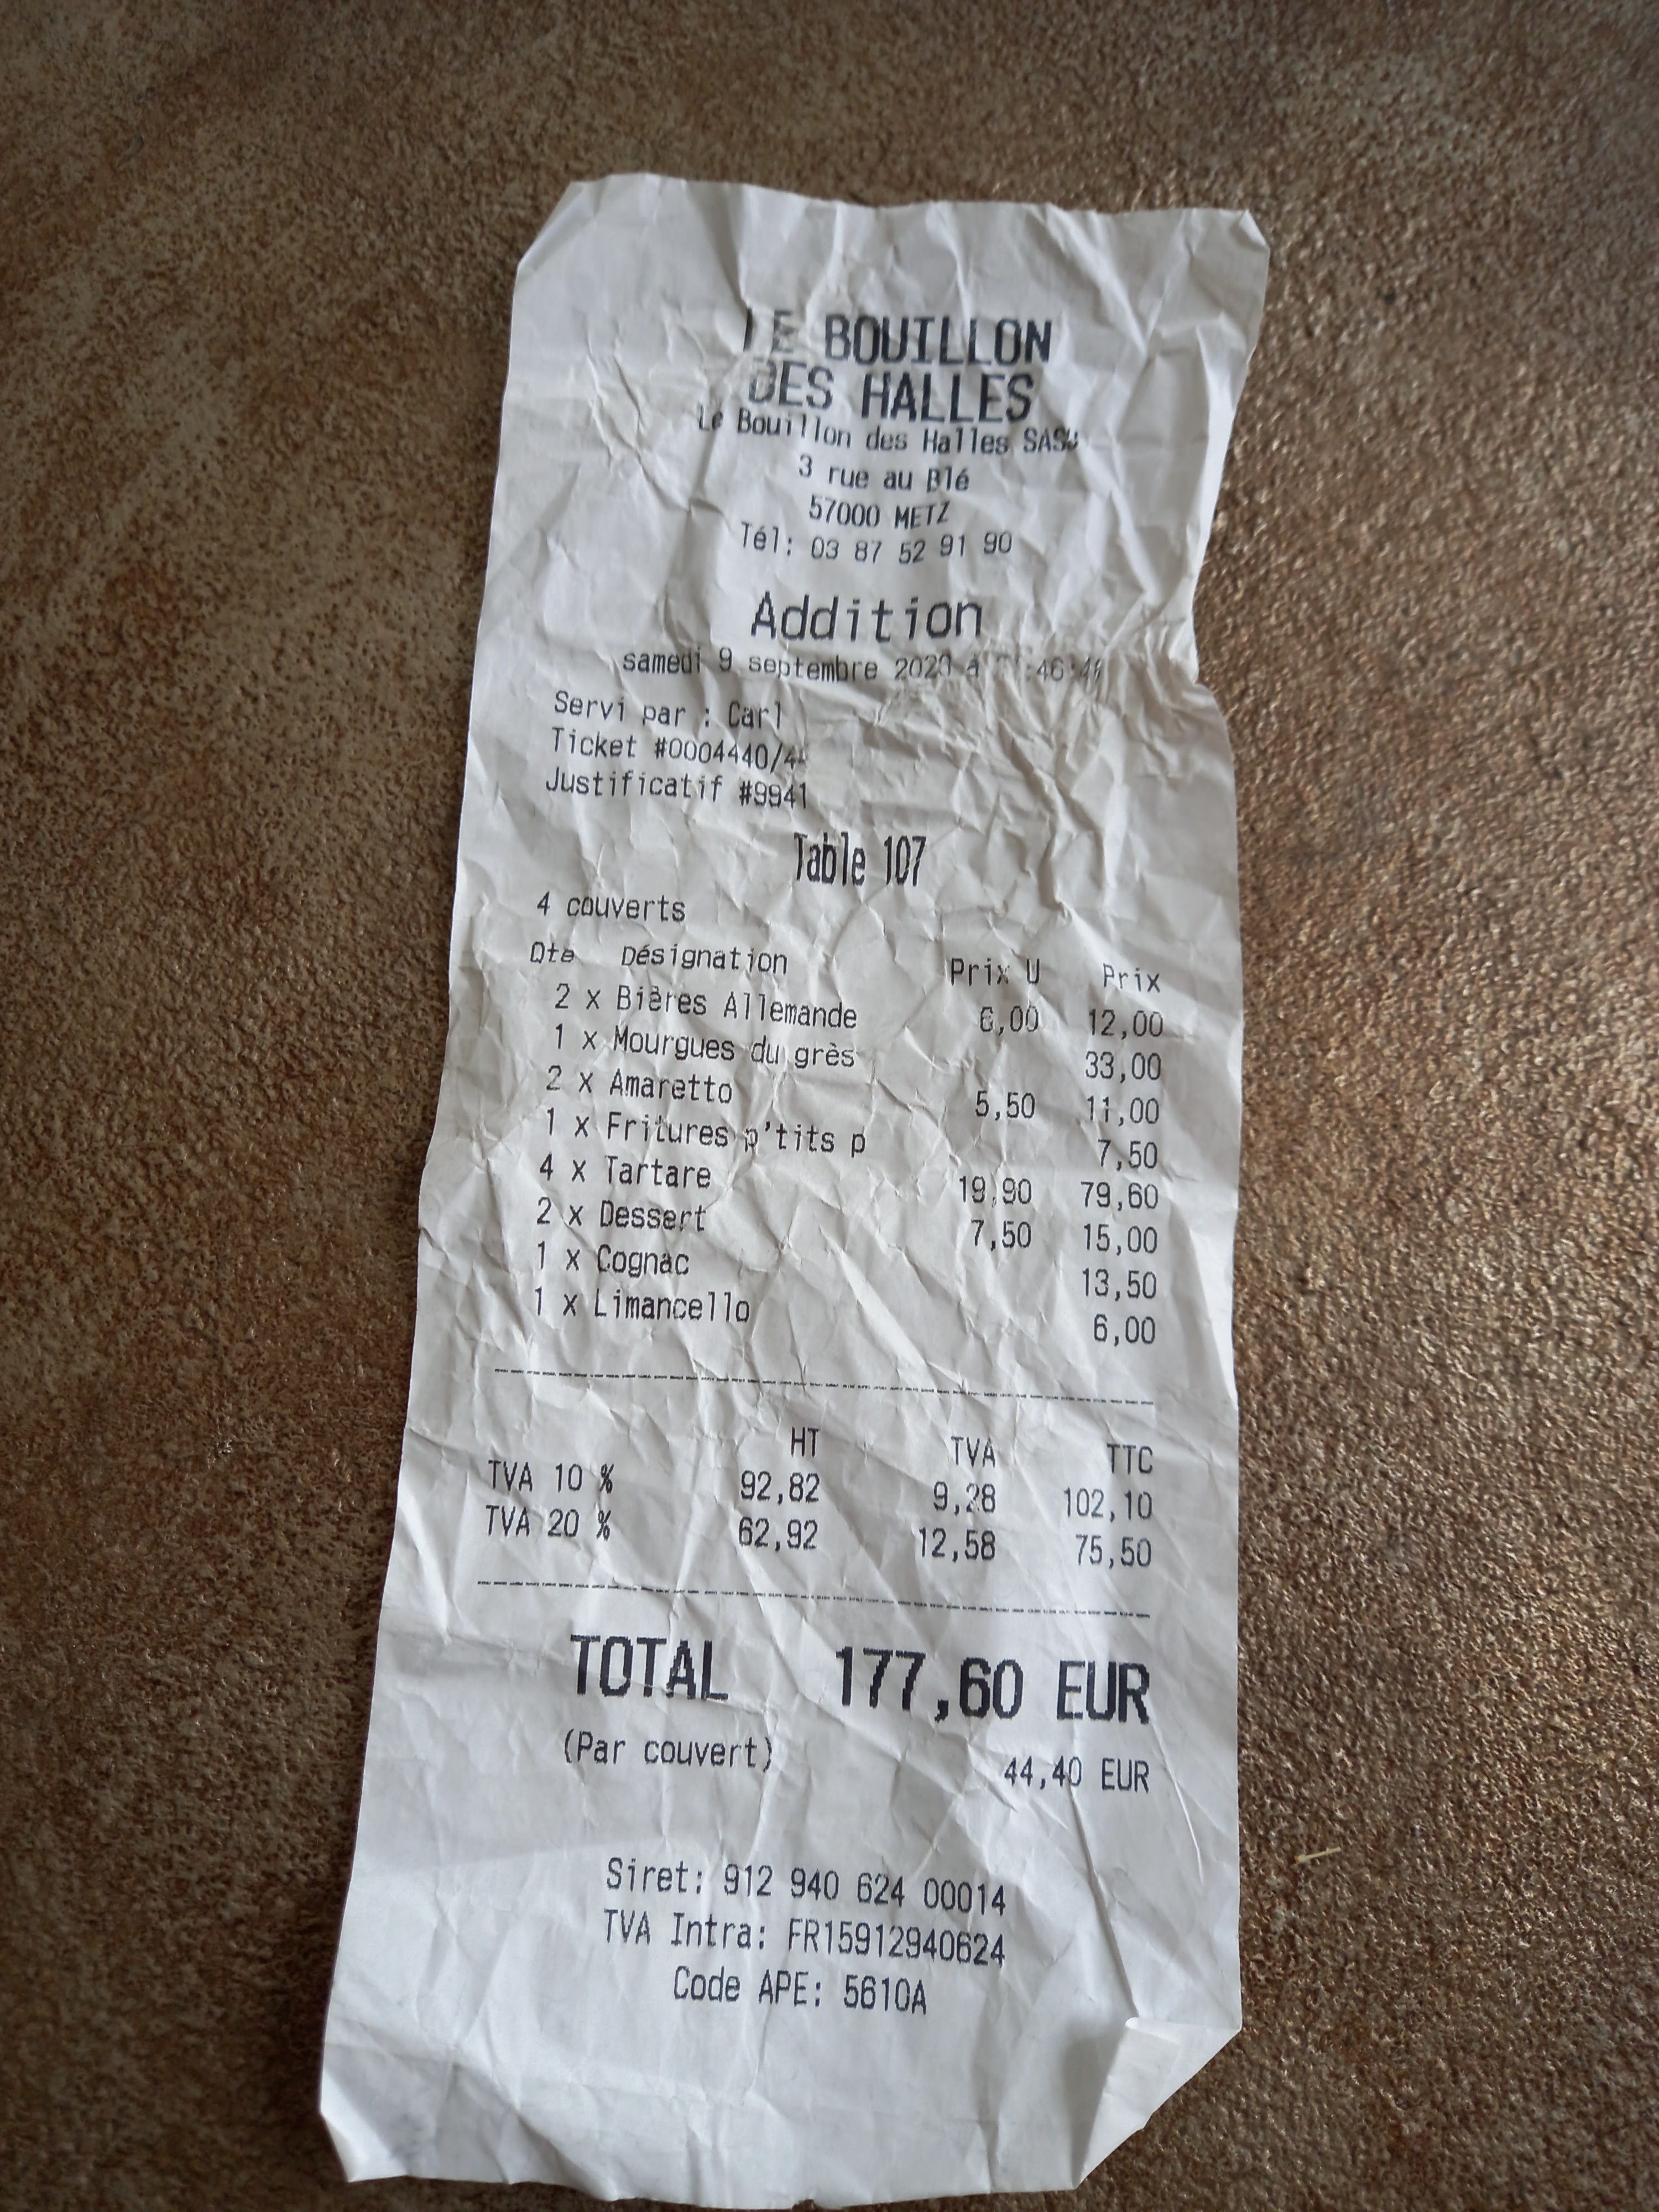 LE BOUILLON
DES HALLES
Le Bouillon des Halles SASU
3 rue au Blé
57000 METZ
Tél: 03 87 52 91 90
Addition
samedi 9 septembre 2023 à
Servi par : Carl
Ticket #0004440/44
Justificatif #9941
Table 107
4 couverts
Qte Désignation Prix U Prix
2 x Bières Allemande 6,00 12,00
1 x Mourgues du grès 33,00
2 x Amaretto 5,50 11,00
1 x Fritures p'tits p 7,50
4 x Tartare 19,90 79,60
2 x Dessert 7,50 15,00
1 x Cognac 13,50
1 x Limancello 6,00
HT TVA TTC
TVA 10 % 92,82 9,28 102,10
TVA 20 % 62,92 12,58 75,50
TOTAL 177,60 EUR
(Par couvert) 44,40 EUR
Siret: 912 940 624 00014
TVA Intra: FR15912940624
Code APE: 5610A